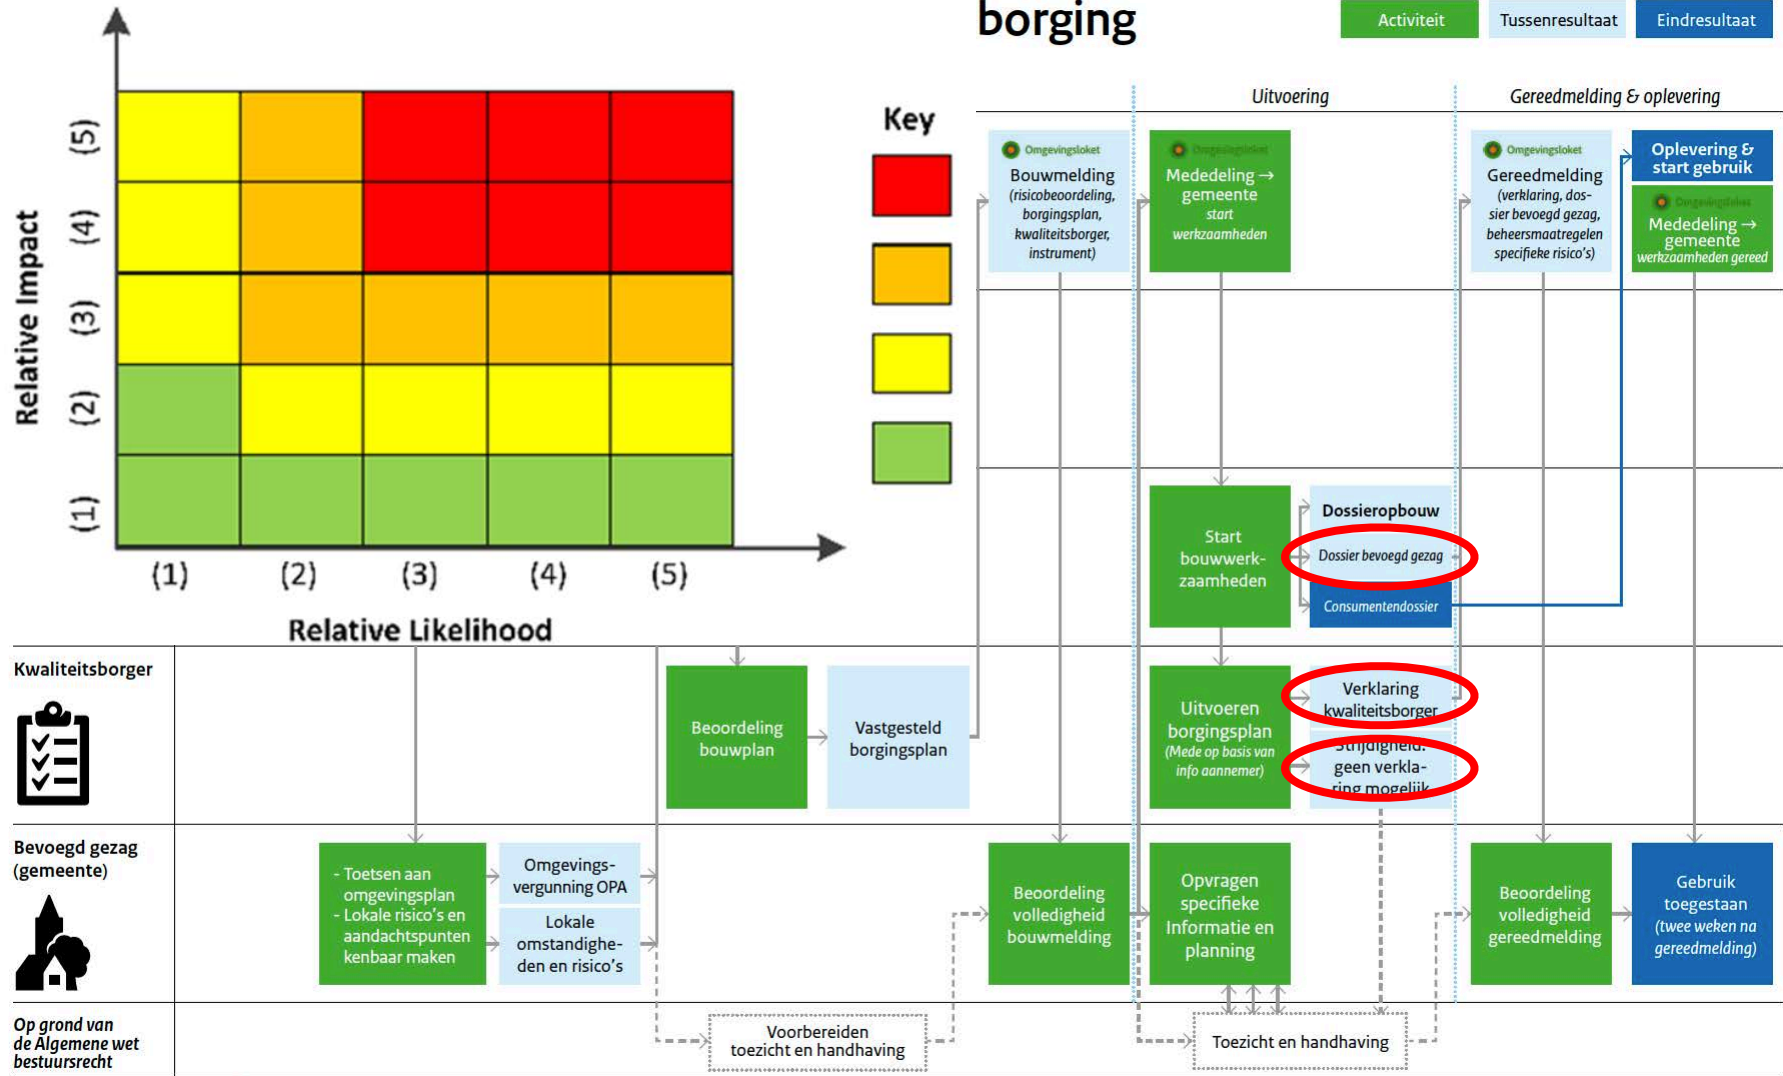 borging
Activiteit
Tussenresultaat
Eindresultaat
Relative Impact
(5)
(4)
(3)
(2)
(1)
(1)
(2)
(3)
(4)
(5)
Relative Likelihood
Key
Uitvoering
Gereedmelding & oplevering
Omgevingsloket
Bouwmelding
(risicobeoordeling,
borgingsplan,
kwaliteitsborger,
instrument)
Omgevingsloket
Mededeling →
gemeente
start
werkzaamheden
Omgevingsloket
Gereedmelding
(verklaring, dos-
sier bevoegd gezag,
beheersmaatregelen
specifieke risico's)
Oplevering &
start gebruik
Omgevingsloket
Mededeling →
gemeente
werkzaamheden gereed
Start
bouwwerk-
zaamheden
Dossieropbouw
Dossier bevoegd gezag
Consumentendossier
Kwaliteitsborger
Beoordeling
bouwplan
Vastgesteld
borgingsplan
Uitvoeren
borgingsplan
(Mede op basis van
info aannemer)
Verklaring
kwaliteitsborger
Strijdigheid:
geen verkla-
ring mogelijk
Bevoegd gezag
(gemeente)
- Toetsen aan
omgevingsplan
- Lokale risico's en
aandachtspunten
kenbaar maken
Omgevings-
vergunning OPA
Lokale
omstandighe-
den en risico's
Beoordeling
volledigheid
bouwmelding
Opvragen
specifieke
Informatie en
planning
Beoordeling
volledigheid
gereedmelding
Gebruik
toegestaan
(twee weken na
gereedmelding)
Op grond van
de Algemene wet
bestuursrecht
Voorbereiden
toezicht en handhaving
Toezicht en handhaving